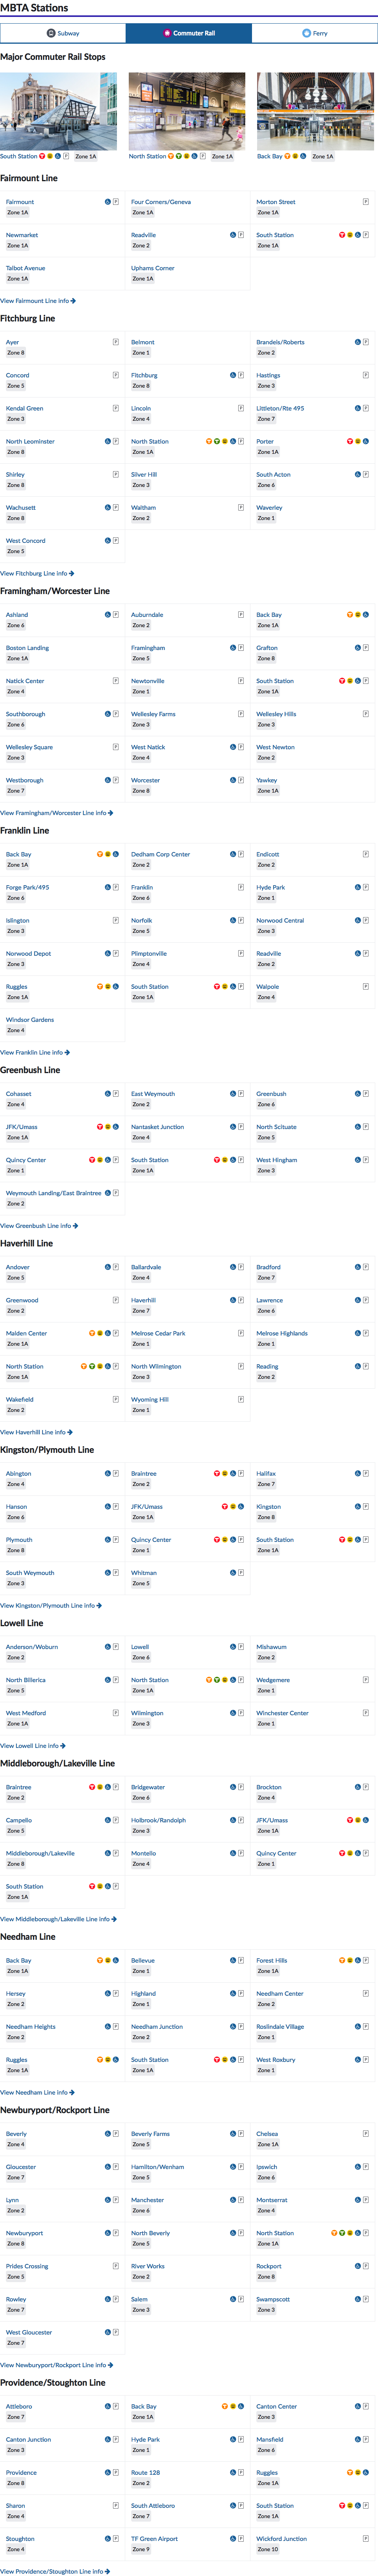 MBTA Stations
Subway
Commuter Rail
Ferry
Major Commuter Rail Stops
South Station T P Zone 1A
North Station T T P Zone 1A
Back Bay T Zone 1A
Fairmount Line
Fairmount P
Zone 1A
Four Corners/Geneva
Zone 1A
Morton Street P
Zone 1A
Newmarket
Zone 1A
Readville P
Zone 2
South Station T P
Zone 1A
Talbot Avenue
Zone 1A
Uphams Corner
Zone 1A
View Fairmount Line info
Fitchburg Line
Ayer P
Zone 8
Belmont
Zone 1
Brandeis/Roberts P
Zone 2
Concord P
Zone 5
Fitchburg P
Zone 8
Hastings P
Zone 3
Kendal Green P
Zone 3
Lincoln P
Zone 4
Littleton/Rte 495 P
Zone 7
North Leominster P
Zone 8
North Station T T P
Zone 1A
Porter T
Zone 1A
Shirley P
Zone 8
Silver Hill
Zone 3
South Acton P
Zone 6
Wachusett P
Zone 8
Waltham P
Zone 2
Waverley
Zone 1
West Concord P
Zone 5
View Fitchburg Line info
Framingham/Worcester Line
Ashland P
Zone 6
Auburndale P
Zone 2
Back Bay T
Zone 1A
Boston Landing
Zone 1A
Framingham P
Zone 5
Grafton P
Zone 8
Natick Center P
Zone 4
Newtonville P
Zone 1
South Station T P
Zone 1A
Southborough P
Zone 6
Wellesley Farms P
Zone 3
Wellesley Hills P
Zone 3
Wellesley Square P
Zone 3
West Natick P
Zone 4
West Newton
Zone 2
Westborough P
Zone 7
Worcester P
Zone 8
Yawkey
Zone 1A
View Framingham/Worcester Line info
Franklin Line
Back Bay T
Zone 1A
Dedham Corp Center P
Zone 2
Endicott P
Zone 2
Forge Park/495 P
Zone 6
Franklin P
Zone 6
Hyde Park P
Zone 1
Islington P
Zone 3
Norfolk P
Zone 5
Norwood Central P
Zone 3
Norwood Depot P
Zone 3
Plimptonville P
Zone 4
Readville P
Zone 2
Ruggles T
Zone 1A
South Station T P
Zone 1A
Walpole P
Zone 4
Windsor Gardens
Zone 4
View Franklin Line info
Greenbush Line
Cohasset P
Zone 4
East Weymouth P
Zone 2
Greenbush P
Zone 6
JFK/Umass T
Zone 1A
Nantasket Junction P
Zone 4
North Scituate P
Zone 5
Quincy Center T P
Zone 1
South Station T P
Zone 1A
West Hingham P
Zone 3
Weymouth Landing/East Braintree P
Zone 2
View Greenbush Line info
Haverhill Line
Andover P
Zone 5
Ballardvale P
Zone 4
Bradford P
Zone 7
Greenwood P
Zone 2
Haverhill P
Zone 7
Lawrence P
Zone 6
Malden Center T P
Zone 1A
Melrose Cedar Park P
Zone 1
Melrose Highlands P
Zone 1
North Station T T P
Zone 1A
North Wilmington P
Zone 3
Reading P
Zone 2
Wakefield P
Zone 2
Wyoming Hill P
Zone 1
View Haverhill Line info
Kingston/Plymouth Line
Abington P
Zone 4
Braintree T P
Zone 2
Halifax P
Zone 7
Hanson P
Zone 6
JFK/Umass T
Zone 1A
Kingston P
Zone 8
Plymouth P
Zone 8
Quincy Center T P
Zone 1
South Station T P
Zone 1A
South Weymouth P
Zone 3
Whitman P
Zone 5
View Kingston/Plymouth Line info
Lowell Line
Anderson/Woburn P
Zone 2
Lowell P
Zone 6
Mishawum
Zone 2
North Billerica P
Zone 5
North Station T T P
Zone 1A
Wedgemere P
Zone 1
West Medford P
Zone 1A
Wilmington P
Zone 3
Winchester Center P
Zone 1
View Lowell Line info
Middleborough/Lakeville Line
Braintree T P
Zone 2
Bridgewater P
Zone 6
Brockton P
Zone 4
Campello P
Zone 5
Holbrook/Randolph P
Zone 3
JFK/Umass T
Zone 1A
Middleborough/Lakeville P
Zone 8
Montello P
Zone 4
Quincy Center T P
Zone 1
South Station T P
Zone 1A
View Middleborough/Lakeville Line info
Needham Line
Back Bay T
Zone 1A
Bellevue P
Zone 1
Forest Hills T P
Zone 1A
Hersey P
Zone 2
Highland P
Zone 1
Needham Center P
Zone 2
Needham Heights P
Zone 2
Needham Junction P
Zone 2
Roslindale Village P
Zone 1
Ruggles T
Zone 1A
South Station T P
Zone 1A
West Roxbury P
Zone 1
View Needham Line info
Newburyport/Rockport Line
Beverly P
Zone 4
Beverly Farms P
Zone 5
Chelsea P
Zone 1A
Gloucester P
Zone 7
Hamilton/Wenham P
Zone 5
Ipswich P
Zone 6
Lynn P
Zone 2
Manchester P
Zone 6
Montserrat P
Zone 4
Newburyport P
Zone 8
North Beverly P
Zone 5
North Station T T P
Zone 1A
Prides Crossing P
Zone 5
River Works
Zone 2
Rockport P
Zone 8
Rowley P
Zone 7
Salem P
Zone 3
Swampscott P
Zone 3
West Gloucester P
Zone 7
View Newburyport/Rockport Line info
Providence/Stoughton Line
Attleboro P
Zone 7
Back Bay T
Zone 1A
Canton Center P
Zone 3
Canton Junction P
Zone 3
Hyde Park P
Zone 1
Mansfield P
Zone 6
Providence P
Zone 8
Route 128 P
Zone 2
Ruggles T
Zone 1A
Sharon P
Zone 4
South Attleboro P
Zone 7
South Station T P
Zone 1A
Stoughton P
Zone 4
TF Green Airport P
Zone 9
Wickford Junction P
Zone 10
View Providence/Stoughton Line info